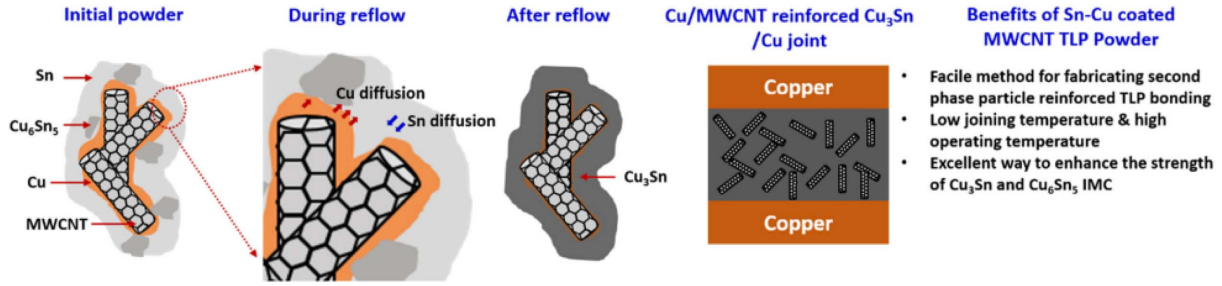 Initial powder
Sn
Cu₆Sn₅
Cu
MWCNT
During reflow
Cu diffusion
Sn diffusion
After reflow
Cu₃Sn
Cu/MWCNT reinforced Cu₃Sn
/Cu joint
Copper
Copper
Benefits of Sn-Cu coated
MWCNT TLP Powder
• Facile method for fabricating second
phase particle reinforced TLP bonding
• Low joining temperature & high
operating temperature
• Excellent way to enhance the strength
of Cu₃Sn and Cu₆Sn₅ IMC